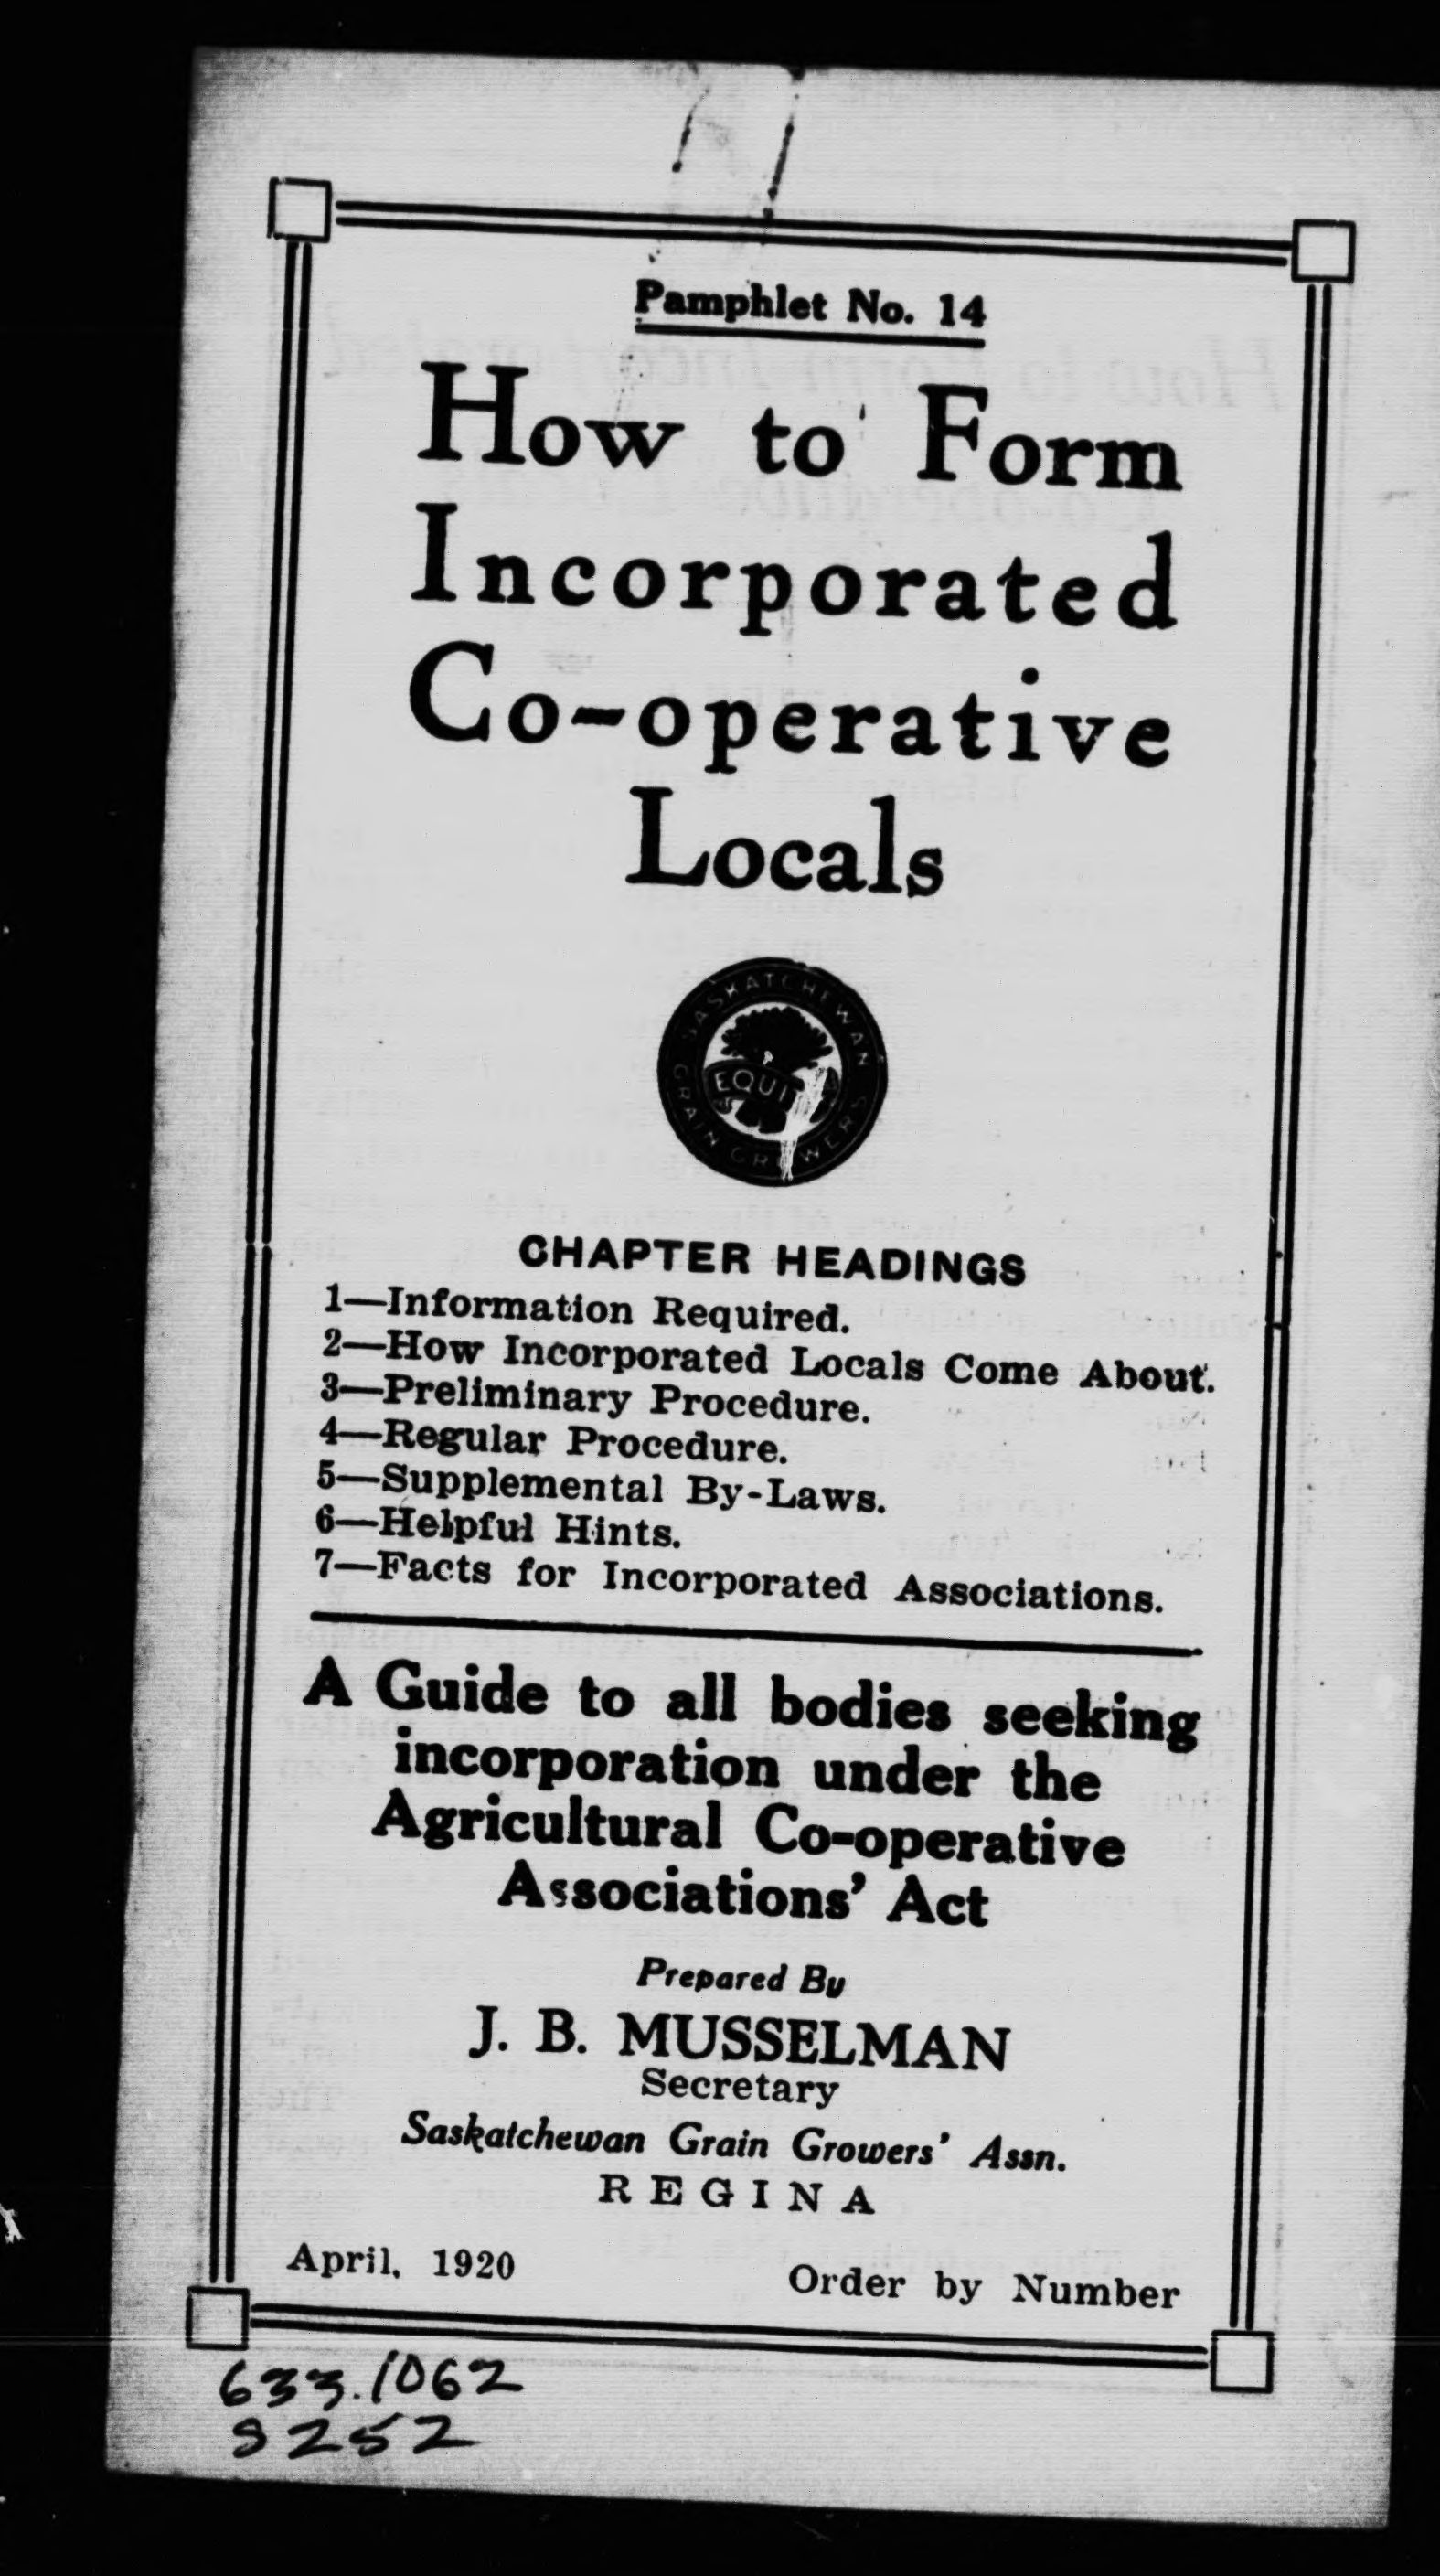 Pamphlet No. 14
How to Form
Incorporated
Co-operative
Locals
SASKATCHEWAN
EQUITY
GRAIN GROWERS
CHAPTER HEADINGS
1—Information Required.
2—How Incorporated Locals Come About.
3—Preliminary Procedure.
4—Regular Procedure.
5—Supplemental By-Laws.
6—Helpful Hints.
7—Facts for Incorporated Associations.
A Guide to all bodies seeking
incorporation under the
Agricultural Co-operative
Associations' Act
Prepared By
J. B. MUSSELMAN
Secretary
Saskatchewan Grain Growers' Assn.
REGINA
April, 1920
Order by Number
633.1062
S252